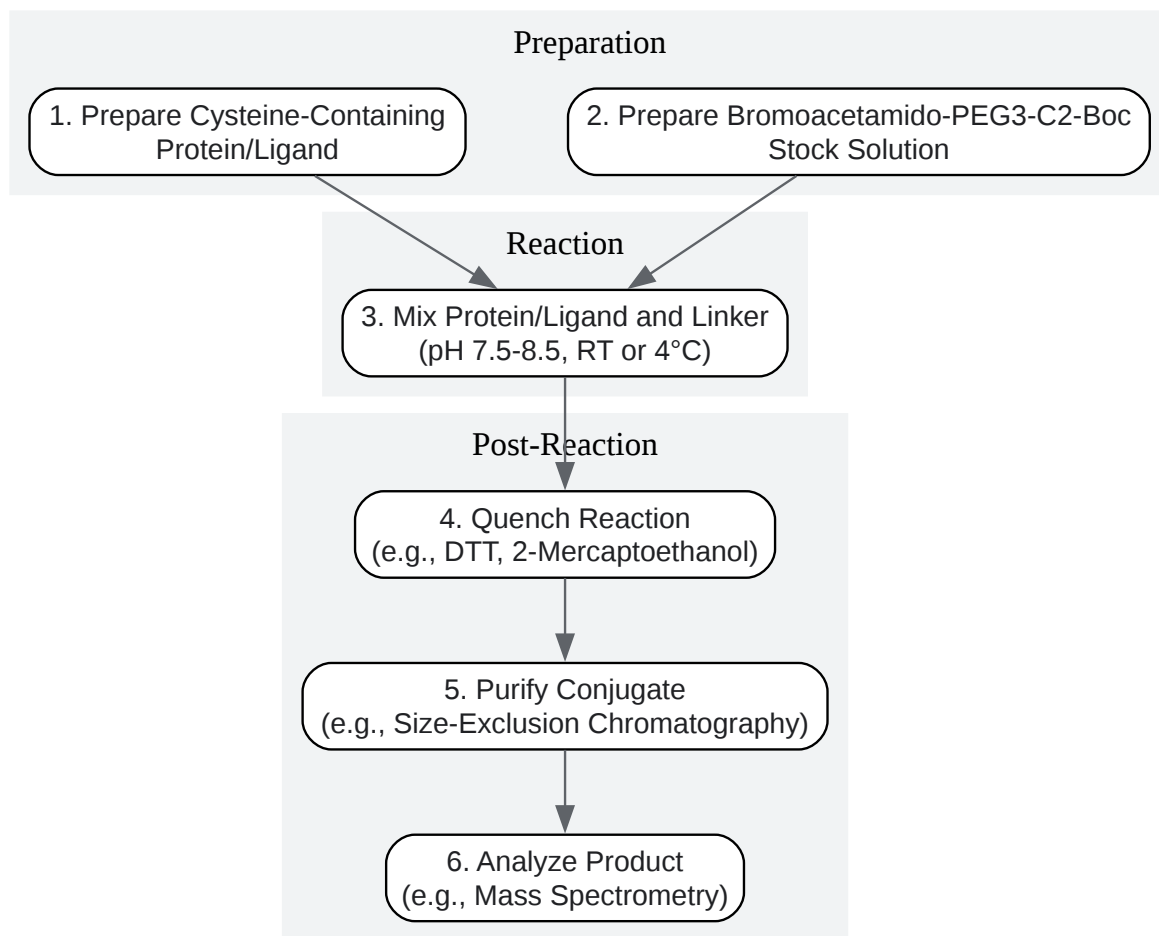 Preparation
1. Prepare Cysteine-Containing
Protein/Ligand
2. Prepare Bromoacetamido-PEG3-C2-Boc
Stock Solution
Reaction
3. Mix Protein/Ligand and Linker
(pH 7.5-8.5, RT or 4°C)
Post-Reaction
4. Quench Reaction
(e.g., DTT, 2-Mercaptoethanol)
5. Purify Conjugate
(e.g., Size-Exclusion Chromatography)
6. Analyze Product
(e.g., Mass Spectrometry)